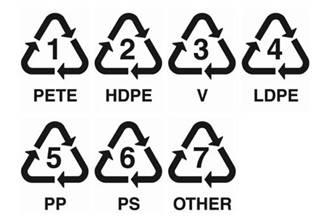 1 2 3 4
PETE HDPE V LDPE
5 6 7
PP PS OTHER